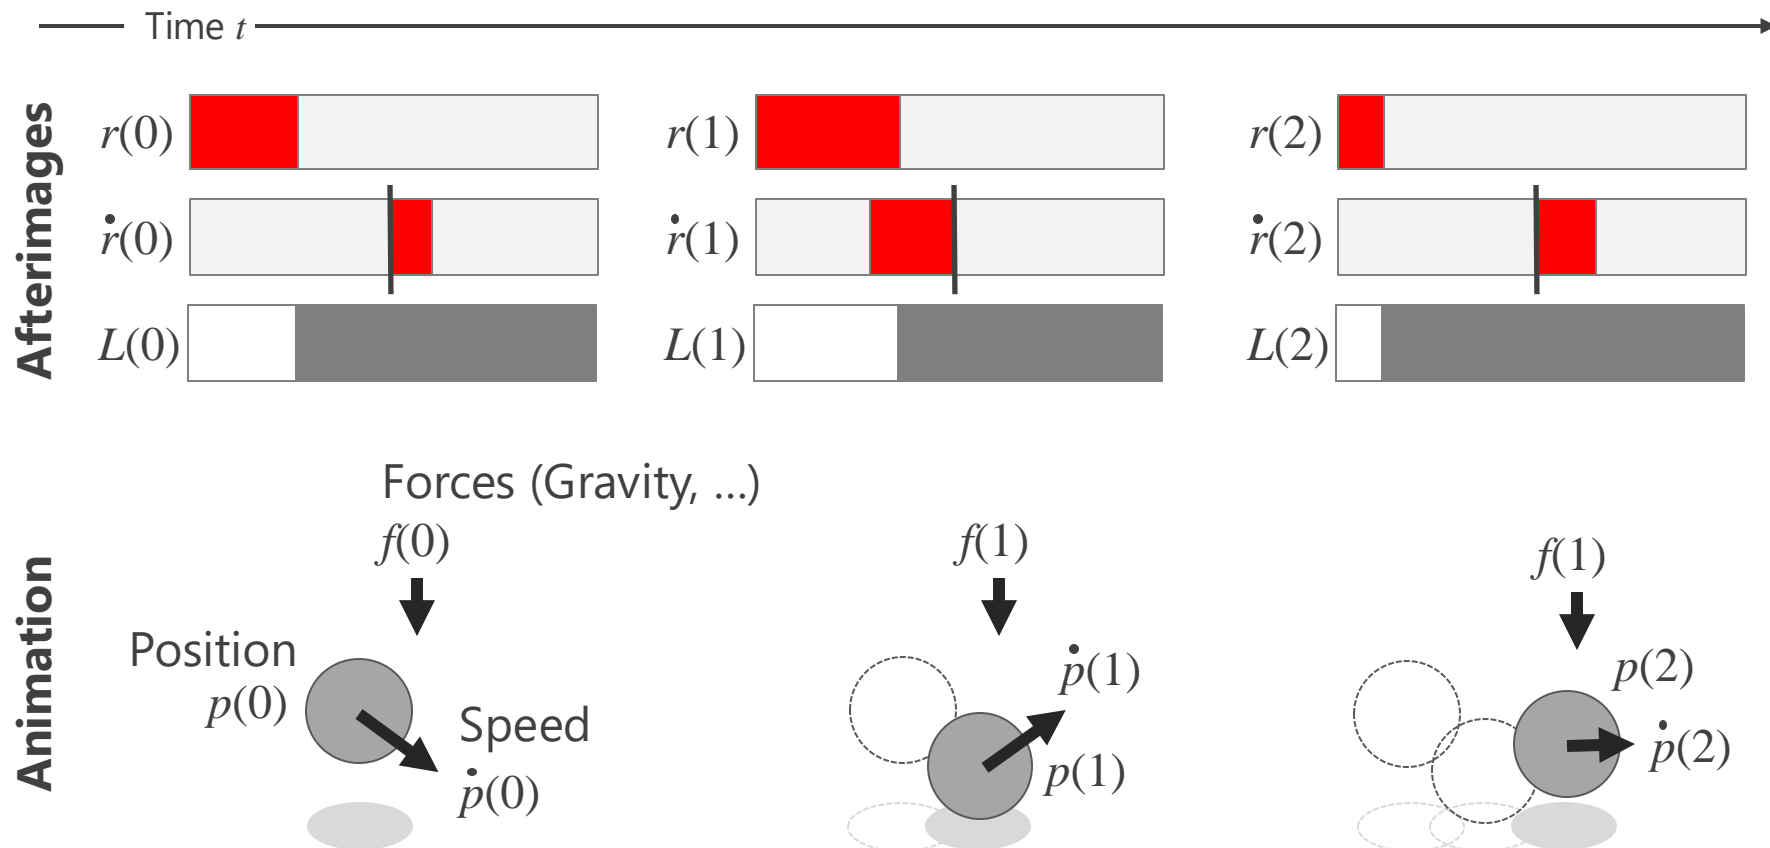 Time t
Afterimages
r(0)
r(1)
r(2)
ṙ(0)
ṙ(1)
ṙ(2)
L(0)
L(1)
L(2)
Animation
Forces (Gravity, ...)
f(0)
f(1)
f(1)
Position
p(0)
Speed
ṗ(0)
ṗ(1)
p(1)
p(2)
ṗ(2)